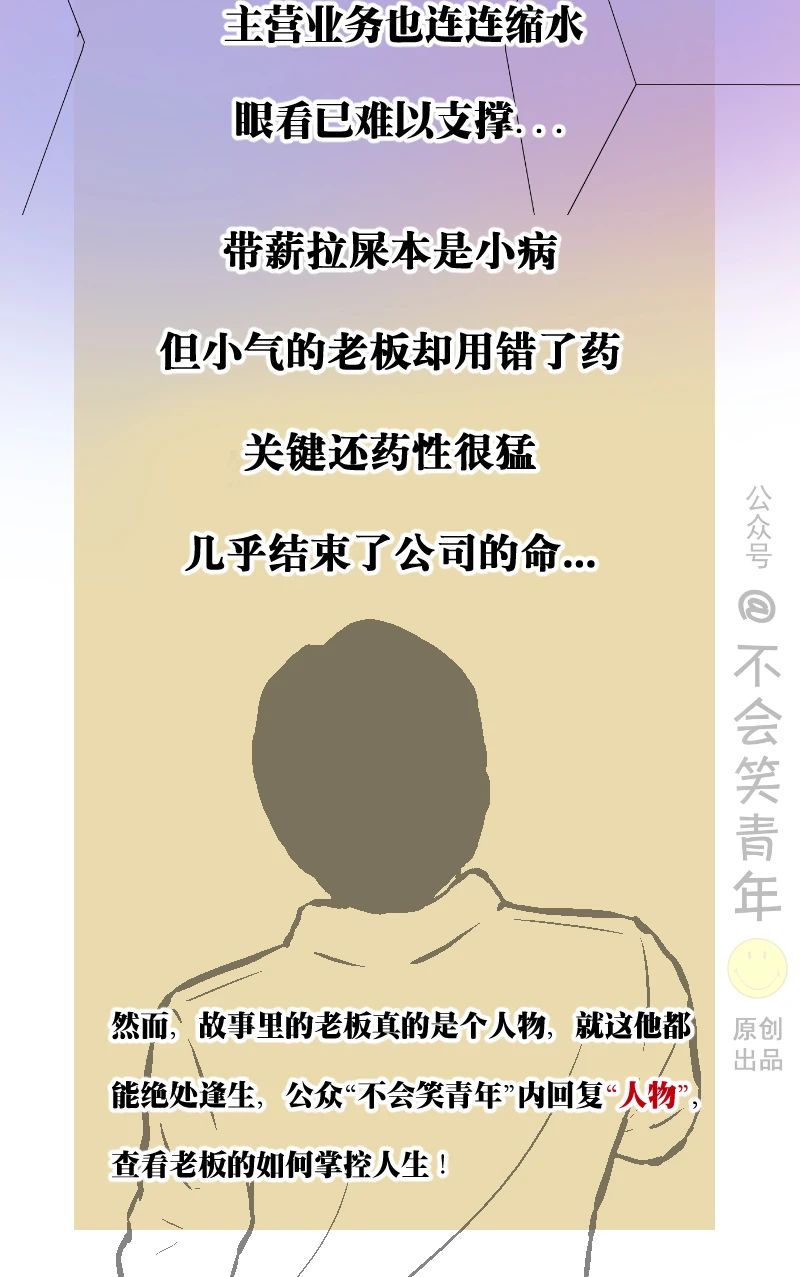 主营业务也连连缩水
眼看已难以支撑...
带薪拉屎本是小病
但小气的老板却用错了药
关键还药性很猛
几乎结束了公司的命...
然而，故事里的老板真的是个人物，就这他都
能绝处逢生，公众“不会笑青年”内回复“人物”，
查看老板的如何掌控人生！
公众号
@不会笑青年
原创
出品